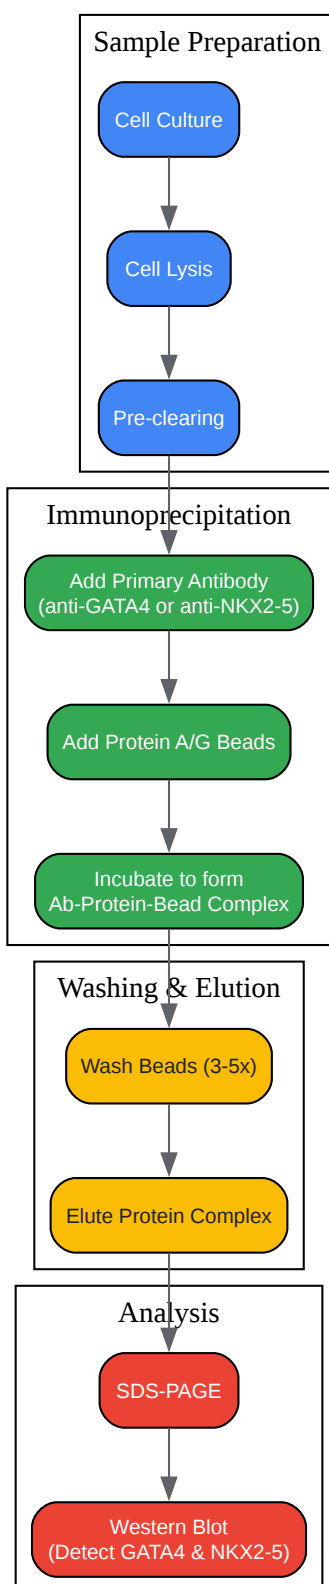 Sample Preparation
Cell Culture
Cell Lysis
Pre-clearing
Immunoprecipitation
Add Primary Antibody
(anti-GATA4 or anti-NKX2-5)
Add Protein A/G Beads
Incubate to form
Ab-Protein-Bead Complex
Washing & Elution
Wash Beads (3-5x)
Elute Protein Complex
Analysis
SDS-PAGE
Western Blot
(Detect GATA4 & NKX2-5)